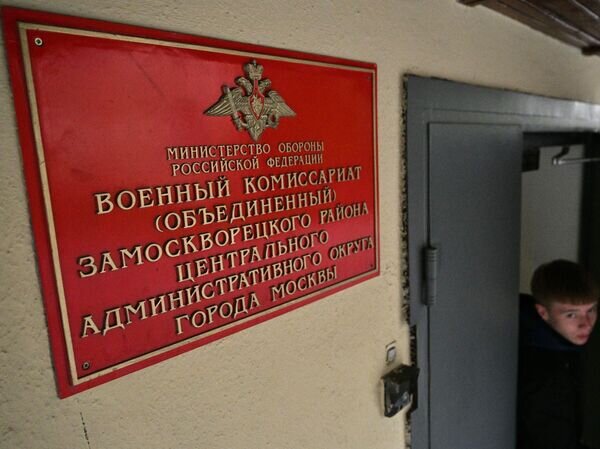 МИНИСТЕРСТВО ОБОРОНЫ
РОССИЙСКОЙ ФЕДЕРАЦИИ
ВОЕННЫЙ КОМИССАРИАТ
(ОБЪЕДИНЕННЫЙ)
ЗАМОСКВОРЕЦКОГО РАЙОНА
ЦЕНТРАЛЬНОГО
АДМИНИСТРАТИВНОГО ОКРУГА
ГОРОДА МОСКВЫ